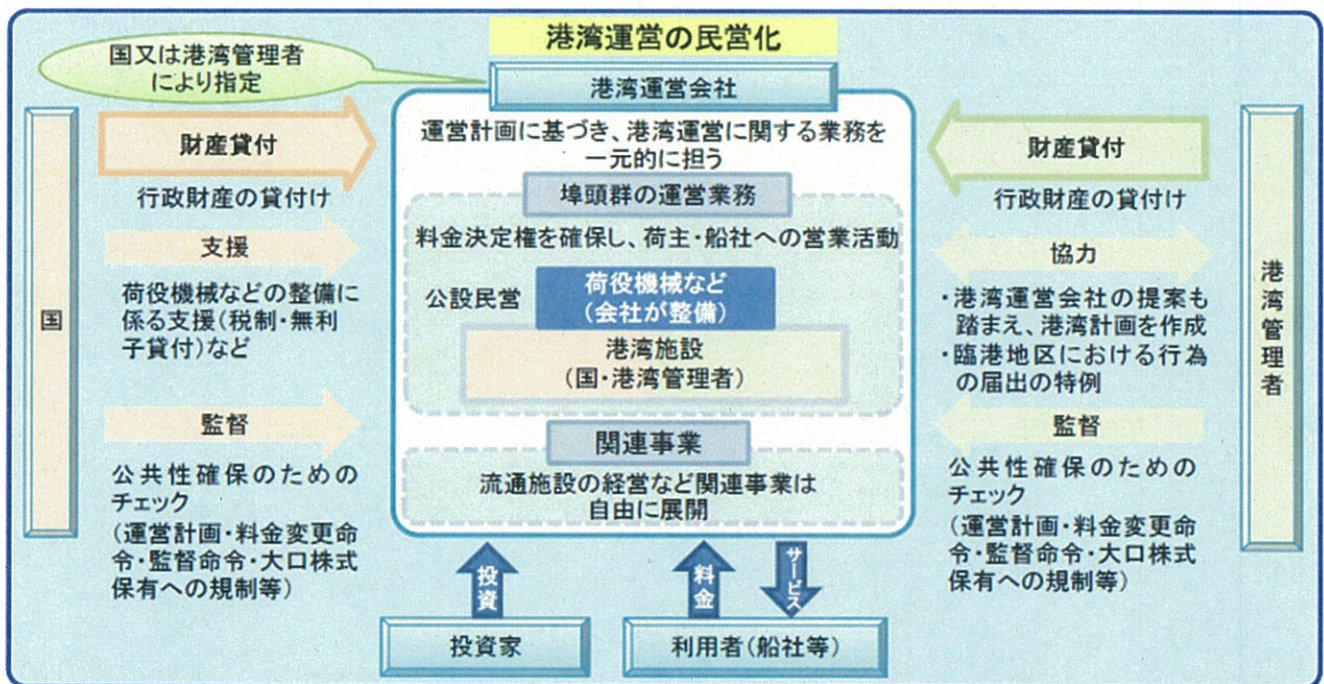 港湾運営の民営化
国又は港湾管理者
により指定
港湾運営会社
国
財産貸付
行政財産の貸付け
支援
荷役機械などの整備に
係る支援(税制・無利
子貸付)など
監督
公共性確保のための
チェック
(運営計画・料金変更命
令・監督命令・大口株式
保有への規制等)
運営計画に基づき、港湾運営に関する業務を
一元的に担う
埠頭群の運営業務
料金決定権を確保し、荷主・船社への営業活動
公設民営
荷役機械など
(会社が整備)
港湾施設
(国・港湾管理者)
関連事業
流通施設の経営など関連事業は
自由に展開
財産貸付
行政財産の貸付け
協力
・港湾運営会社の提案も
踏まえ、港湾計画を作成
・臨港地区における行為
の届出の特例
監督
公共性確保のための
チェック
(運営計画・料金変更命
令・監督命令・大口株式
保有への規制等)
港湾管理者
投資
料金
サービス
投資家
利用者(船社等)